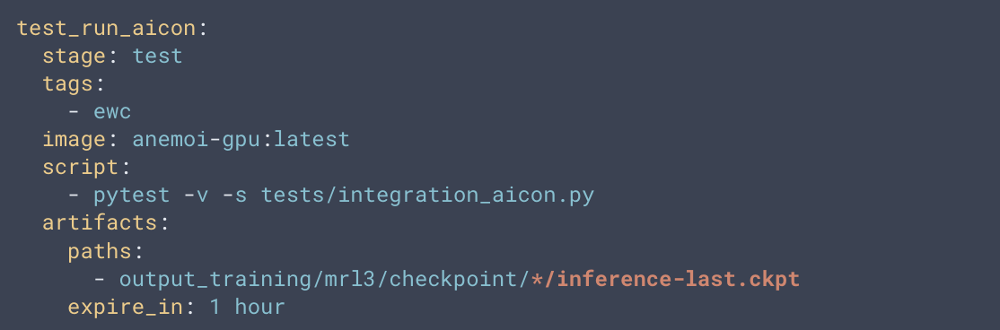 test_run_aicon:
  stage: test
  tags:
    - ewc
  image: anemoi-gpu:latest
  script:
    - pytest -v -s tests/integration_aicon.py
  artifacts:
    paths:
      - output_training/mrl3/checkpoint/*/inference-last.ckpt
    expire_in: 1 hour